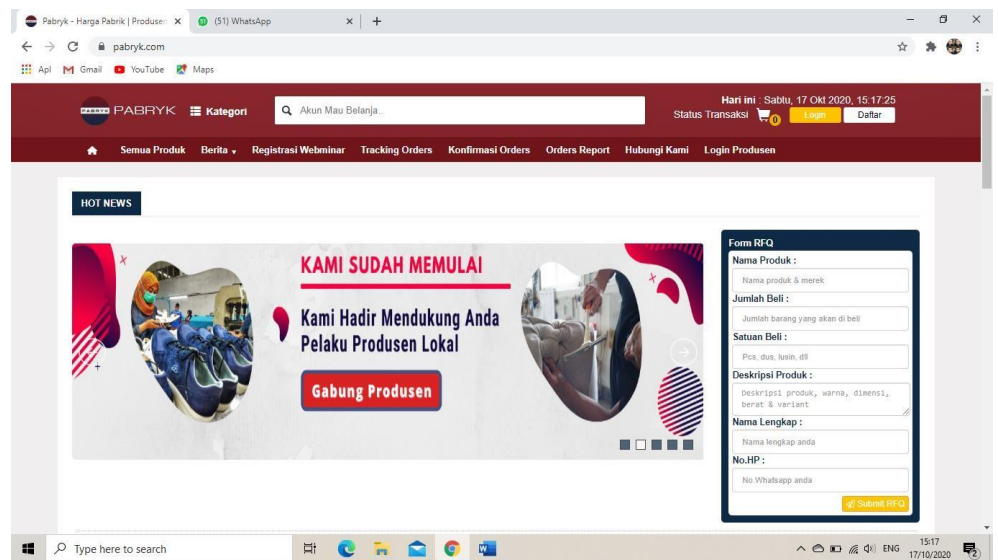 Pabryk - Harga Pabrik | Produsen
(51) WhatsApp
pabryk.com
Apl Gmail YouTube Maps
PABRYK PABRYK Kategori
Akun Mau Belanja..
Hari ini : Sabtu, 17 Okt 2020, 15:17:25
Status Transaksi 0 Login Daftar
Semua Produk Berita Registrasi Webminar Tracking Orders Konfirmasi Orders Orders Report Hubungi Kami Login Produsen
HOT NEWS
KAMI SUDAH MEMULAI
Kami Hadir Mendukung Anda
Pelaku Produsen Lokal
Gabung Produsen
Form RFQ
Nama Produk :
Nama produk & merek
Jumlah Beli :
Jumlah barang yang akan di beli
Satuan Beli :
Pcs, dus, lusin, dll
Deskripsi Produk :
Deskripsi produk, warna, dimensi,
berat & variant
Nama Lengkap :
Nama lengkap anda
No.HP :
No.Whatsapp anda
Submit RFQ
Type here to search
ENG
15:17
17/10/2020
2